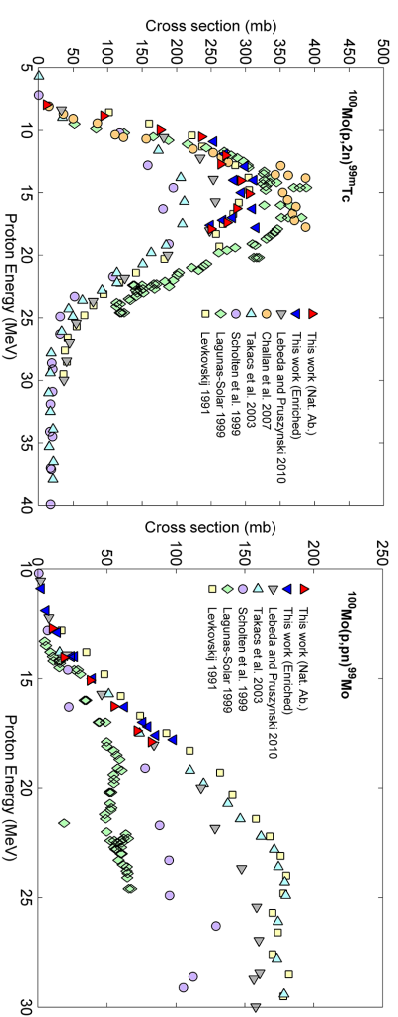 Cross section (mb)
0 50 100 150 200 250 300 350 400 450 500
5 10 15 20 25 30 35 40
Proton Energy (MeV)
¹⁰⁰Mo(p,2n)⁹⁹ᵐTc
This work (Nat. Ab.)
This work (Enriched)
Lebeda and Pruszynski 2010
Challan et al. 2007
Takacs et al. 2003
Scholten et al. 1999
Lagunas-Solar 1999
Levkovskij 1991
Cross section (mb)
0 50 100 150 200 250
10 15 20 25 30
Proton Energy (MeV)
¹⁰⁰Mo(p,pn)⁹⁹Mo
This work (Nat. Ab.)
This work (Enriched)
Lebeda and Pruszynski 2010
Takacs et al. 2003
Scholten et al. 1999
Lagunas-Solar 1999
Levkovskij 1991